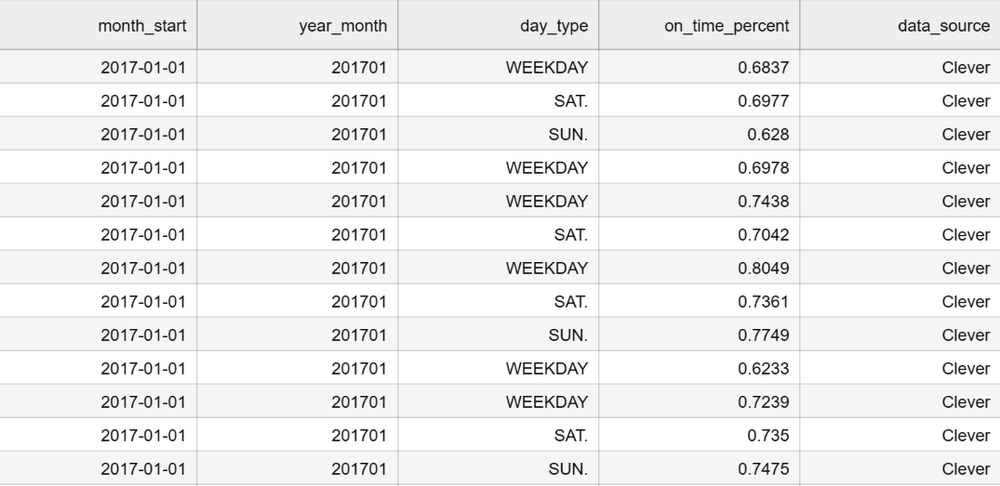 month_start year_month day_type on_time_percent data_source
2017-01-01 201701 WEEKDAY 0.6837 Clever
2017-01-01 201701 SAT. 0.6977 Clever
2017-01-01 201701 SUN. 0.628 Clever
2017-01-01 201701 WEEKDAY 0.6978 Clever
2017-01-01 201701 WEEKDAY 0.7438 Clever
2017-01-01 201701 SAT. 0.7042 Clever
2017-01-01 201701 WEEKDAY 0.8049 Clever
2017-01-01 201701 SAT. 0.7361 Clever
2017-01-01 201701 SUN. 0.7749 Clever
2017-01-01 201701 WEEKDAY 0.6233 Clever
2017-01-01 201701 WEEKDAY 0.7239 Clever
2017-01-01 201701 SAT. 0.735 Clever
2017-01-01 201701 SUN. 0.7475 Clever